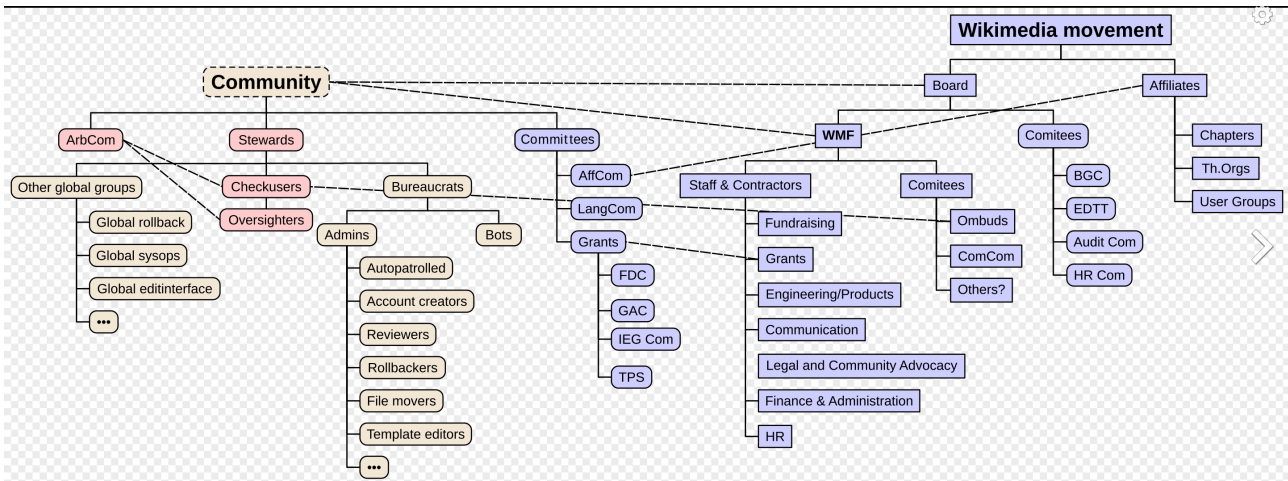 Wikimedia movement
Community
Board
Affiliates
ArbCom
Stewards
Committees
WMF
Comitees
Chapters
Other global groups
Checkusers
Bureaucrats
AffCom
Staff & Contractors
Comitees
BGC
Th.Orgs
Global rollback
Oversighters
Admins
Bots
LangCom
Fundraising
Ombuds
EDTT
User Groups
Global sysops
Autopatrolled
Grants
Grants
ComCom
Audit Com
Global editinterface
Account creators
FDC
Engineering/Products
Others?
HR Com
•••
Reviewers
GAC
Communication
Rollbackers
IEG Com
Legal and Community Advocacy
File movers
TPS
Finance & Administration
Template editors
HR
•••